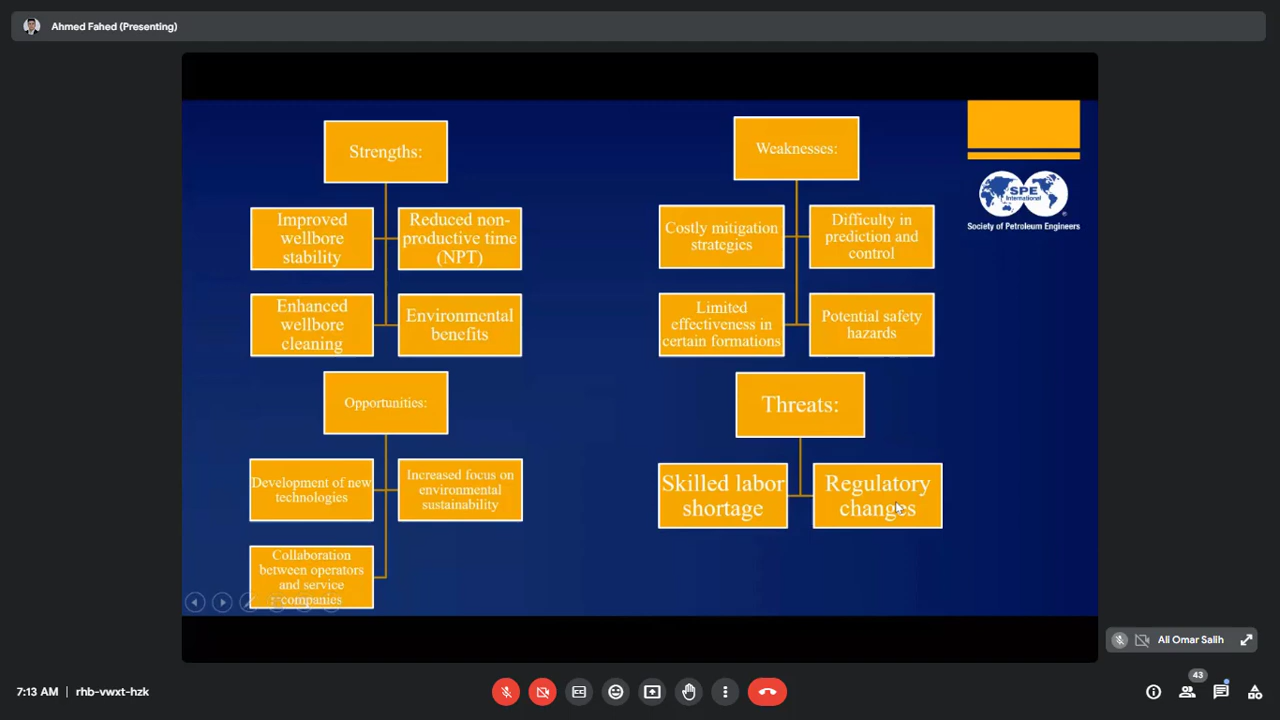 Ahmed Fahed (Presenting)
Strengths:
Improved
wellbore
stability
Reduced non-
productive time
(NPT)
Enhanced
wellbore
cleaning
Environmental
benefits
Weaknesses:
Costly mitigation
strategies
Difficulty in
prediction and
control
Limited
effectiveness in
certain formations
Potential safety
hazards
Opportunities:
Development of new
technologies
Increased focus on
environmental
sustainability
Collaboration
between operators
and service
companies
Threats:
Skilled labor
shortage
Regulatory
changes
SPE
International
Society of Petroleum Engineers
Ali Omar Salih
7:13 AM | rhb-vwxt-hzk
43